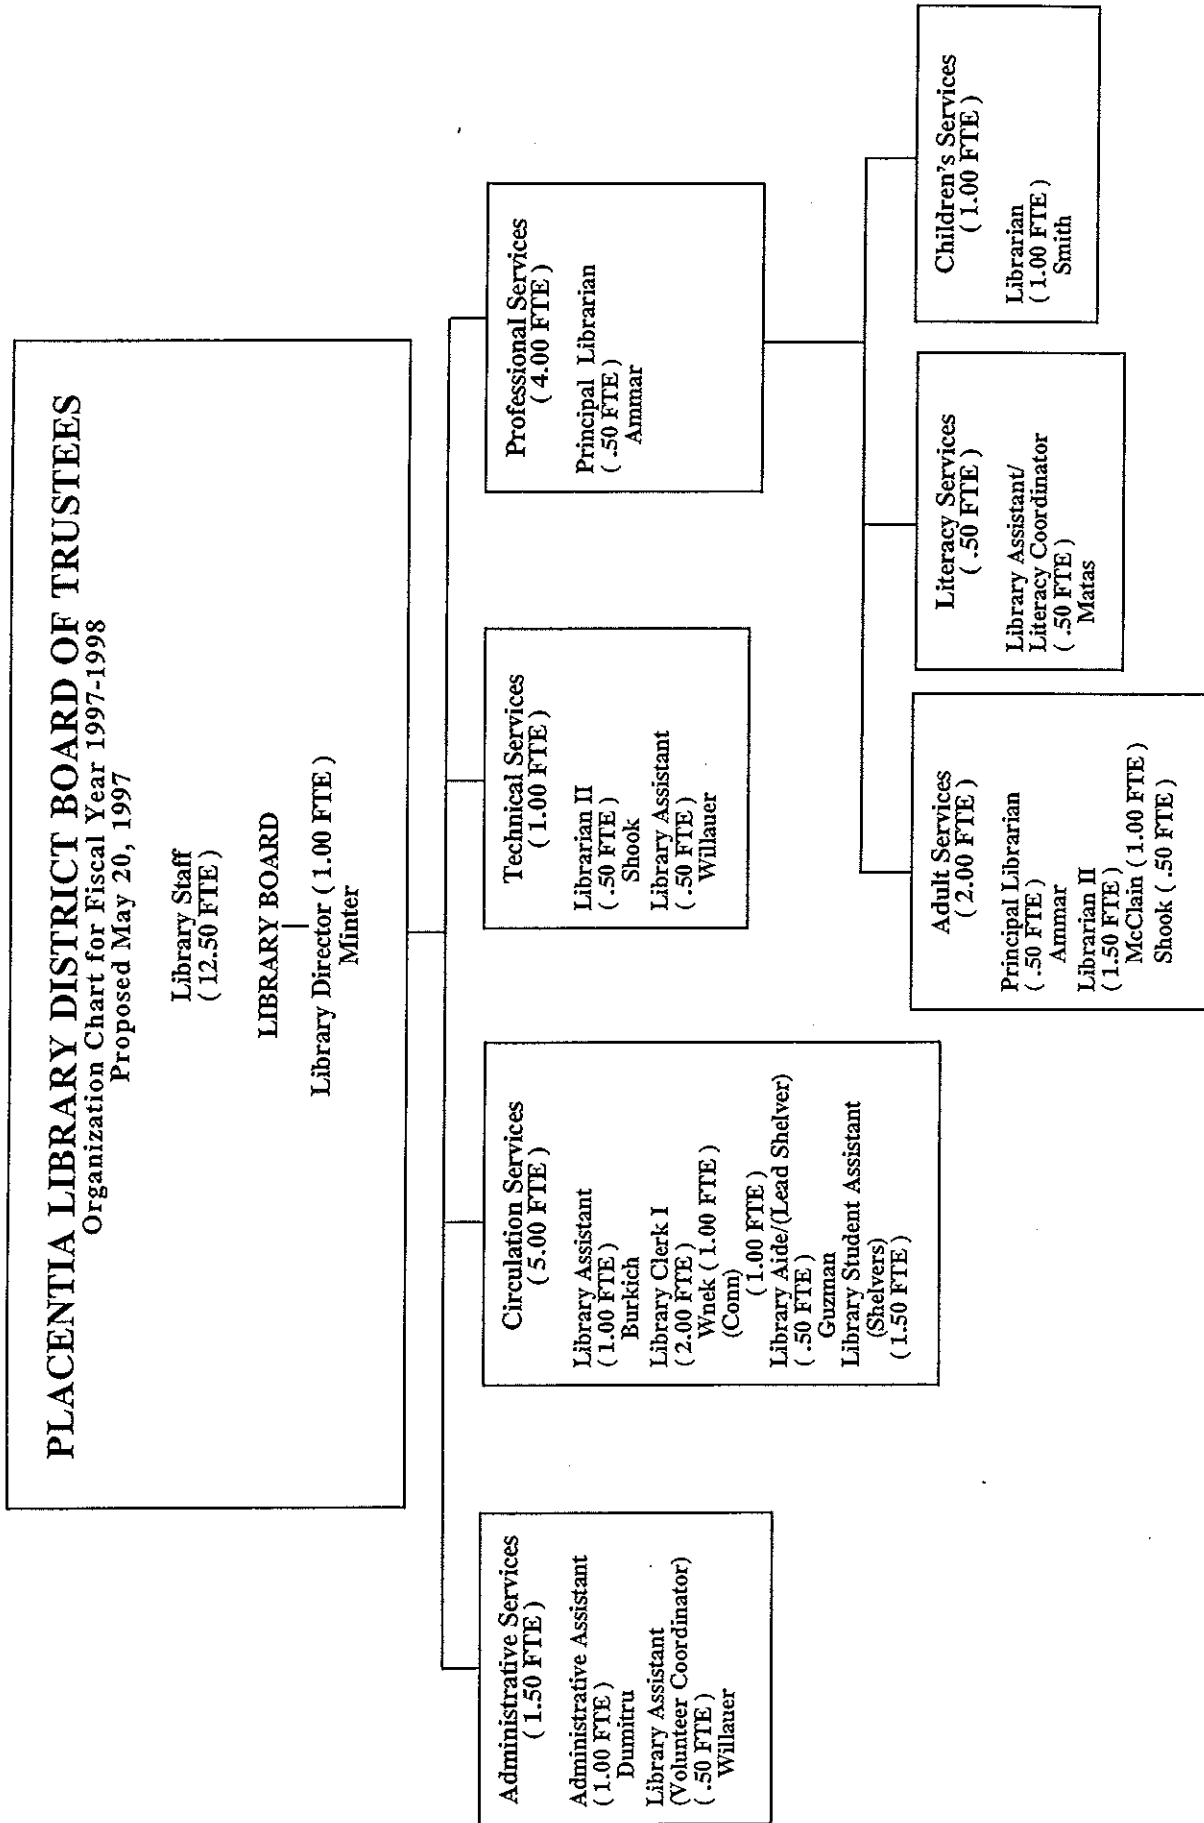 PLACENTIA LIBRARY DISTRICT BOARD OF TRUSTEES
Organization Chart for Fiscal Year 1997-1998
Proposed May 20, 1997
Library Staff
( 12.50 FTE)
LIBRARY BOARD
Library Director ( 1.00 FTE )
Minter
Administrative Services
( 1.50 FTE)
Administrative Assistant
( 1.00 FTE)
Dumitru
Library Assistant
(Volunteer Coordinator)
( .50 FTE )
Willauer
Circulation Services
( 5.00 FTE)
Library Assistant
( 1.00 FTE )
Burkich
Library Clerk I
( 2.00 FTE )
Wnek ( 1.00 FTE )
(Conn)
( 1.00 FTE )
Library Aide/(Lead Shelver)
( .50 FTE )
Guzman
Library Student Assistant
(Shelvers)
( 1.50 FTE )
Technical Services
( 1.00 FTE )
Librarian II
( .50 FTE )
Shook
Library Assistant
( .50 FTE )
Willauer
Professional Services
( 4.00 FTE )
Principal Librarian
( .50 FTE )
Ammar
Adult Services
( 2.00 FTE )
Principal Librarian
( .50 FTE )
Ammar
Librarian II
( 1.50 FTE )
McClain ( 1.00 FTE )
Shook ( .50 FTE )
Literacy Services
( .50 FTE )
Library Assistant/
Literacy Coordinator
( .50 FTE )
Matas
Children's Services
( 1.00 FTE )
Librarian
( 1.00 FTE )
Smith